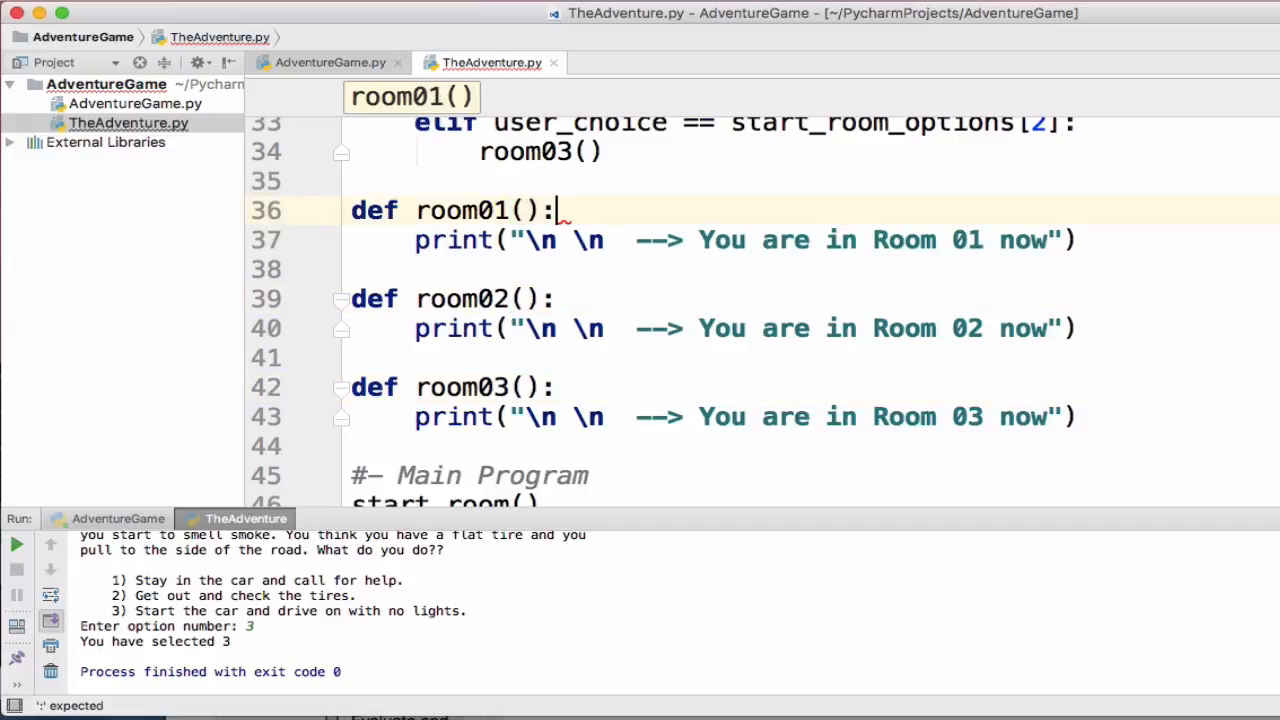 TheAdventure.py - AdventureGame - [~/PycharmProjects/AdventureGame]
AdventureGame
TheAdventure.py
Project
AdventureGame.py
TheAdventure.py
AdventureGame ~/Pycharm
AdventureGame.py
TheAdventure.py
External Libraries
room01()
33 elif user_choice == start_room_options[2]:
34 room03()
35
36 def room01():
37 print("\n \n --> You are in Room 01 now")
38
39 def room02():
40 print("\n \n --> You are in Room 02 now")
41
42 def room03():
43 print("\n \n --> You are in Room 03 now")
44
45 #- Main Program
46 start_room()
Run: AdventureGame TheAdventure
you start to smell smoke. You think you have a flat tire and you
pull to the side of the road. What do you do??
1) Stay in the car and call for help.
2) Get out and check the tires.
3) Start the car and drive on with no lights.
Enter option number: 3
You have selected 3
Process finished with exit code 0
':' expected